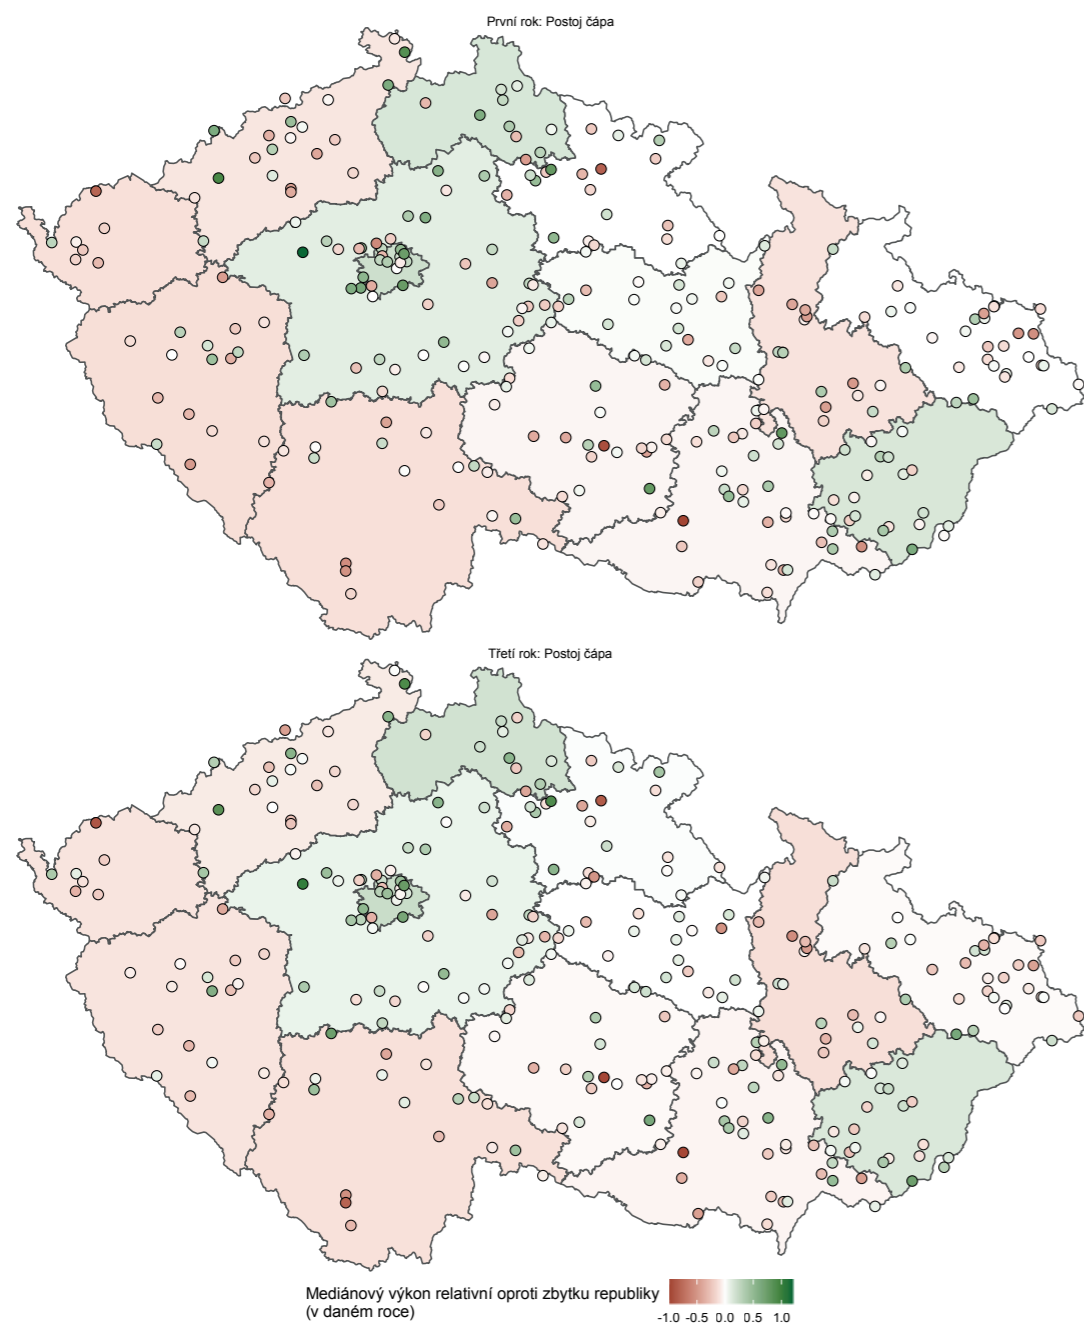 První rok: Postoj čápa
Třetí rok: Postoj čápa
Mediánový výkon relativní oproti zbytku republiky
(v daném roce)
-1.0 -0.5 0.0 0.5 1.0